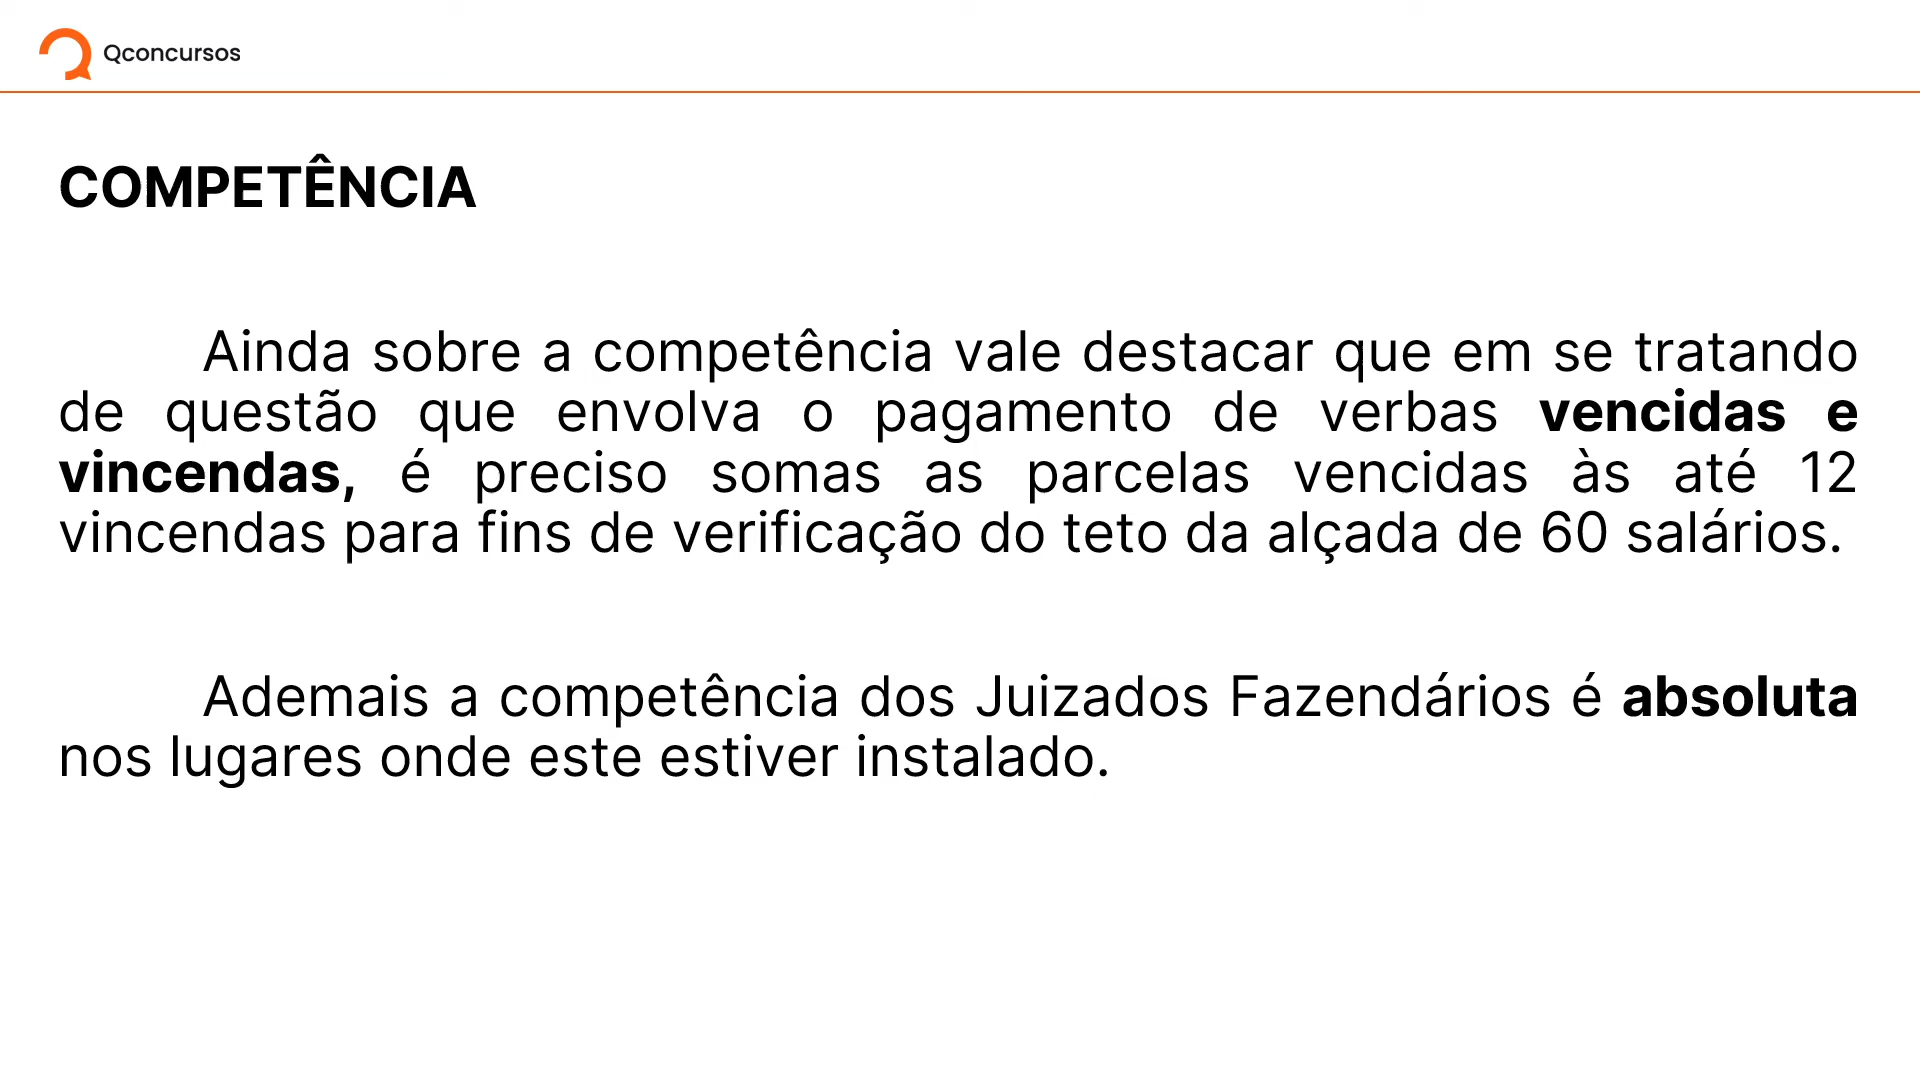 Qconcursos
COMPETÊNCIA
Ainda sobre a competência vale destacar que em se tratando
de questão que envolva o pagamento de verbas vencidas e
vincendas, é preciso somas as parcelas vencidas às até 12
vincendas para fins de verificação do teto da alçada de 60 salários.
Ademais a competência dos Juizados Fazendários é absoluta
nos lugares onde este estiver instalado.